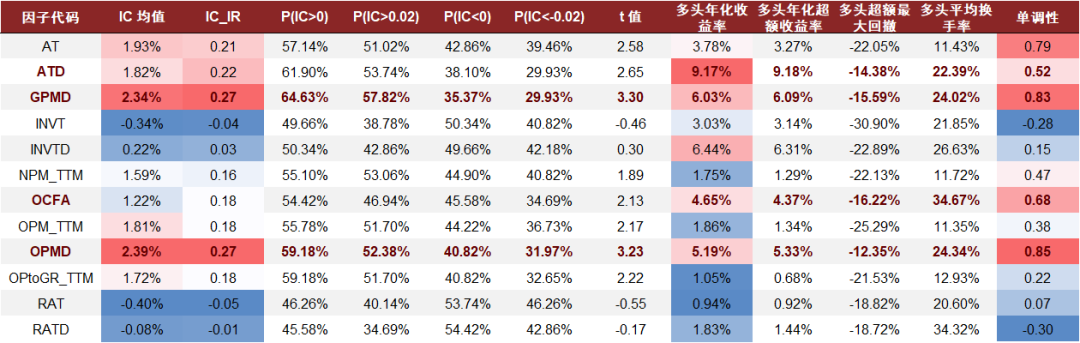 因子代码 IC 均值 IC_IR P(IC>0) P(IC>0.02) P(IC<0) P(IC<-0.02) t 值 多头年化收益率 多头年化超额收益率 多头超额最大回撤 多头平均换手率 单调性
AT 1.93% 0.21 57.14% 51.02% 42.86% 39.46% 2.58 3.78% 3.27% -22.05% 11.43% 0.79
ATD 1.82% 0.22 61.90% 53.74% 38.10% 29.93% 2.65 9.17% 9.18% -14.38% 22.39% 0.52
GPMD 2.34% 0.27 64.63% 57.82% 35.37% 29.93% 3.30 6.03% 6.09% -15.59% 24.02% 0.83
INVT -0.34% -0.04 49.66% 38.78% 50.34% 40.82% -0.46 3.03% 3.14% -30.90% 21.85% -0.28
INVTD 0.22% 0.03 50.34% 42.86% 49.66% 42.18% 0.30 6.44% 6.31% -22.89% 26.63% 0.15
NPM_TTM 1.59% 0.16 55.10% 53.06% 44.90% 40.82% 1.89 1.75% 1.29% -22.13% 11.72% 0.47
OCFA 1.22% 0.18 54.42% 46.94% 45.58% 34.69% 2.13 4.65% 4.37% -16.22% 34.67% 0.68
OPM_TTM 1.81% 0.18 55.78% 51.70% 44.22% 36.73% 2.17 1.86% 1.34% -25.29% 11.35% 0.38
OPMD 2.39% 0.27 59.18% 52.38% 40.82% 31.97% 3.23 5.19% 5.33% -12.35% 24.34% 0.85
OPtoGR_TTM 1.72% 0.18 59.18% 51.70% 40.82% 32.65% 2.22 1.05% 0.68% -21.53% 12.93% 0.22
RAT -0.40% -0.05 46.26% 40.14% 53.74% 46.26% -0.55 0.94% 0.92% -18.82% 20.60% 0.07
RATD -0.08% -0.01 45.58% 34.69% 54.42% 42.86% -0.17 1.83% 1.44% -18.72% 34.32% -0.30